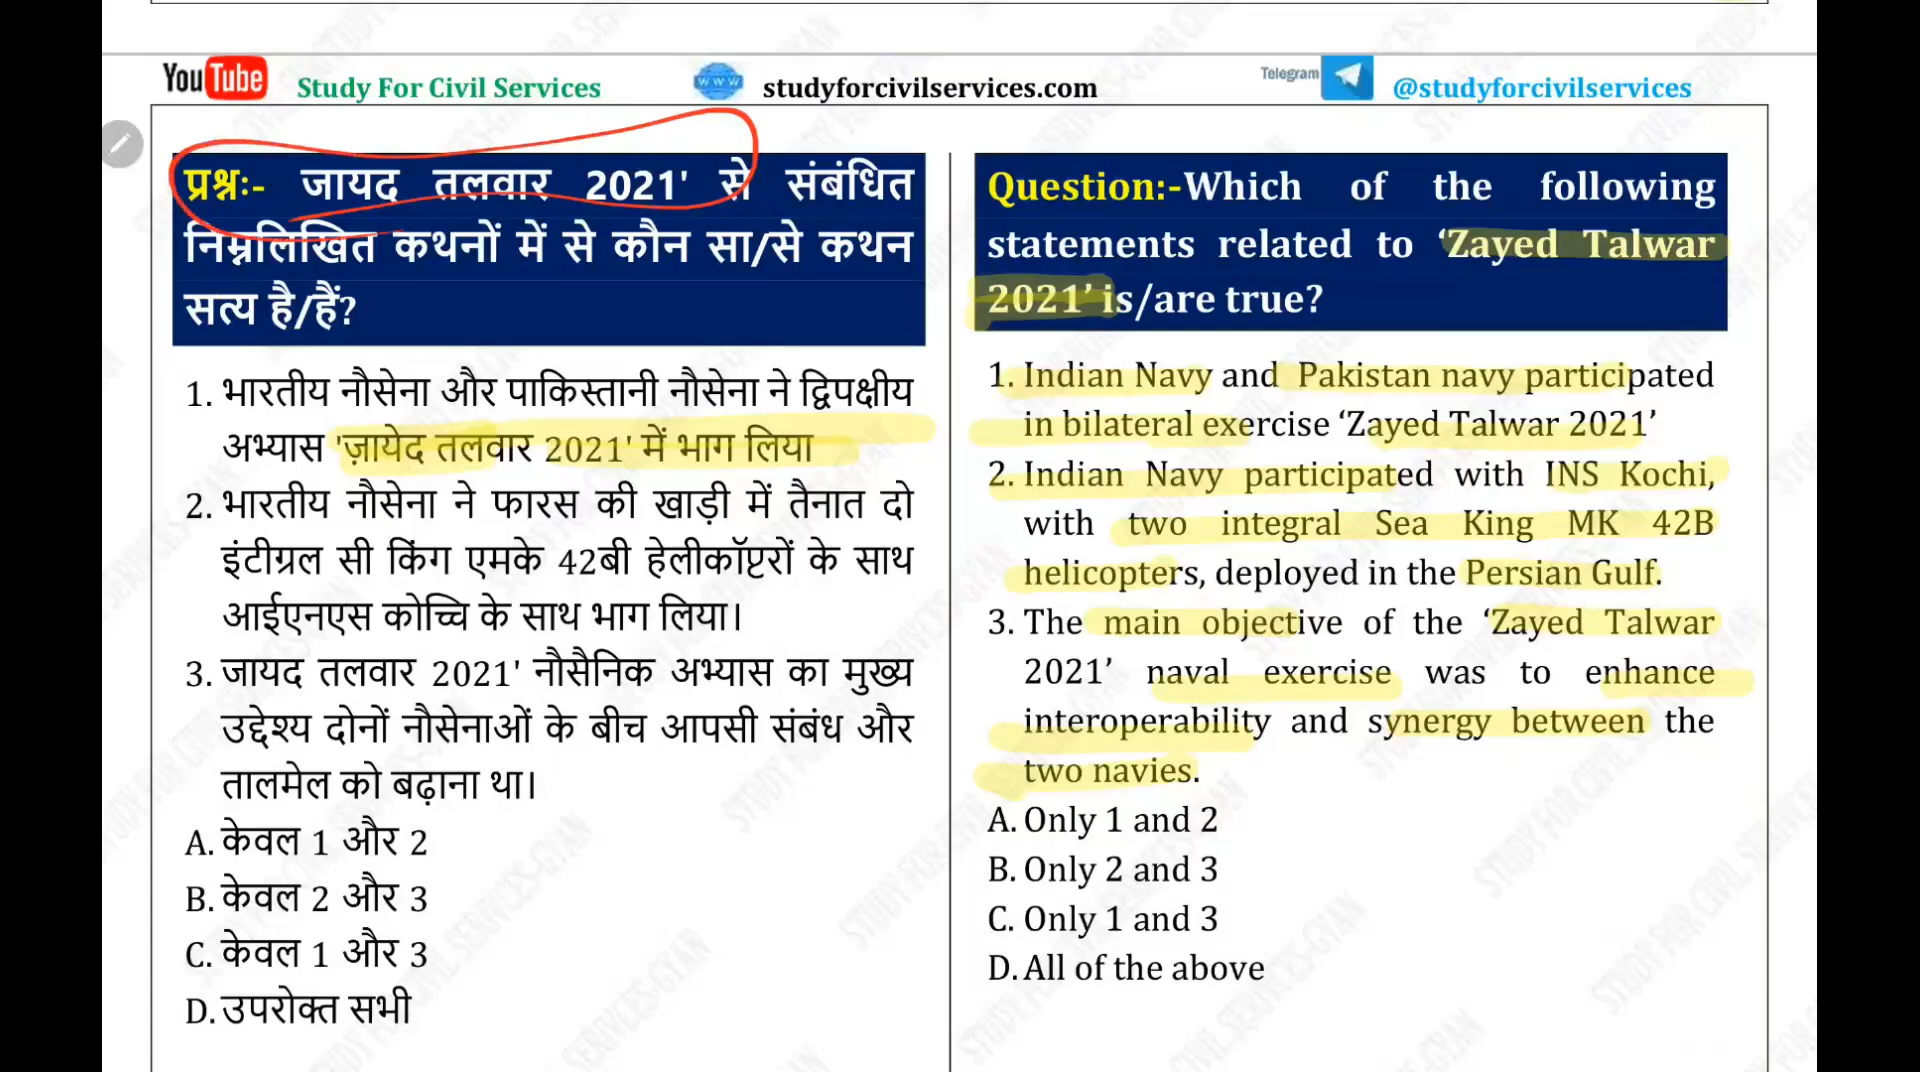 YouTube Study For Civil Services www studyforcivilservices.com Telegram @studyforcivilservices
प्रश्नः- जायद तलवार 2021' से संबंधित
निम्नलिखित कथनों में से कौन सा/से कथन
सत्य है/हैं?
1. भारतीय नौसेना और पाकिस्तानी नौसेना ने द्विपक्षीय
अभ्यास 'ज़ायेद तलवार 2021' में भाग लिया
2. भारतीय नौसेना ने फारस की खाड़ी में तैनात दो
इंटीग्रल सी किंग एमके 42बी हेलीकॉप्टरों के साथ
आईएनएस कोच्चि के साथ भाग लिया।
3. जायद तलवार 2021' नौसैनिक अभ्यास का मुख्य
उद्देश्य दोनों नौसेनाओं के बीच आपसी संबंध और
तालमेल को बढ़ाना था।
A. केवल 1 और 2
B. केवल 2 और 3
C. केवल 1 और 3
D. उपरोक्त सभी
Question:-Which of the following
statements related to ‘Zayed Talwar
2021’ is/are true?
1. Indian Navy and Pakistan navy participated
in bilateral exercise ‘Zayed Talwar 2021’
2. Indian Navy participated with INS Kochi,
with two integral Sea King MK 42B
helicopters, deployed in the Persian Gulf.
3. The main objective of the ‘Zayed Talwar
2021’ naval exercise was to enhance
interoperability and synergy between the
two navies.
A. Only 1 and 2
B. Only 2 and 3
C. Only 1 and 3
D. All of the above